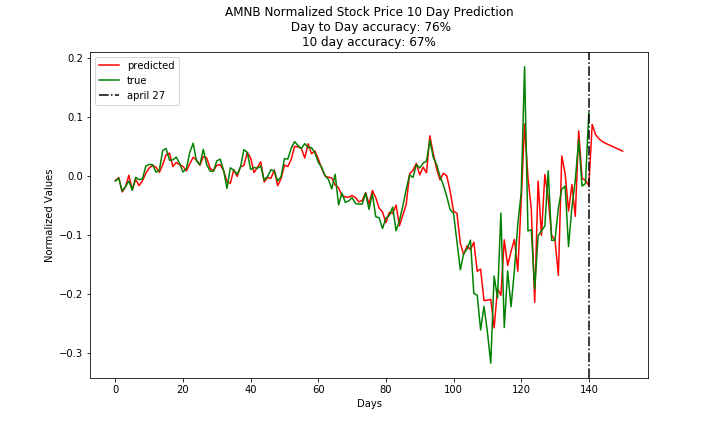 AMNB Normalized Stock Price 10 Day Prediction
Day to Day accuracy: 76%
10 day accuracy: 67%
predicted
true
april 27
Normalized Values
0.2
0.1
0.0
−0.1
−0.2
−0.3
0 20 40 60 80 100 120 140
Days